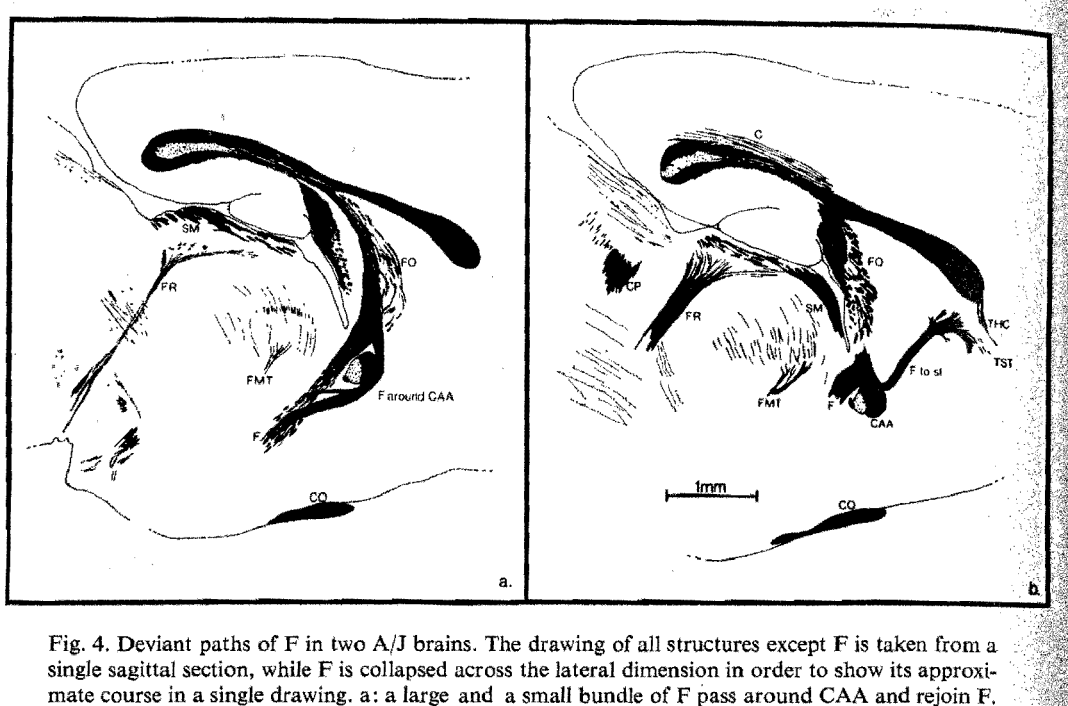 C
SM
FR
FO
FMT
F around CAA
F
CO
a.
CP
FR
SM
FO
THC
TST
F to sl
FMT
F
CAA
1mm
CO
b.
Fig. 4. Deviant paths of F in two A/J brains. The drawing of all structures except F is taken from a
single sagittal section, while F is collapsed across the lateral dimension in order to show its approxi-
mate course in a single drawing. a: a large and a small bundle of F pass around CAA and rejoin F.